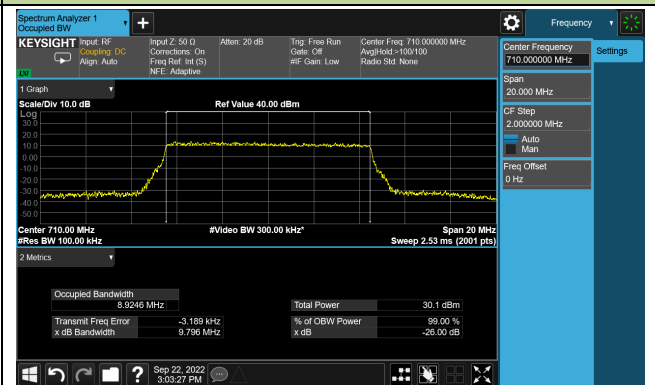 Spectrum Analyzer 1
Occupied BW
+
Frequency
KEYSIGHT
Input: RF
Coupling: DC
Align: Auto
Input Z: 50 Ω
Corrections: On
Freq Ref: Int (S)
NFE: Adaptive
Atten: 20 dB
Trig: Free Run
Gate: Off
#IF Gain: Low
Center Freq: 710.000000 MHz
Avg|Hold:>100/100
Radio Std: None
Center Frequency
710.000000 MHz
Settings
Span
20.000 MHz
CF Step
2.000000 MHz
Auto
Man
Freq Offset
0 Hz
1 Graph
Scale/Div 10.0 dB
Ref Value 40.00 dBm
Log
30.0
20.0
10.0
0.00
-10.0
-20.0
-30.0
-40.0
-50.0
Center 710.00 MHz
#Video BW 300.00 kHz*
Span 20 MHz
#Res BW 100.00 kHz
Sweep 2.53 ms (2001 pts)
2 Metrics
Occupied Bandwidth
8.9246 MHz
Total Power 30.1 dBm
Transmit Freq Error -3.189 kHz
% of OBW Power 99.00 %
x dB Bandwidth 9.796 MHz
x dB -26.00 dB
?
Sep 22, 2022
3:03:27 PM